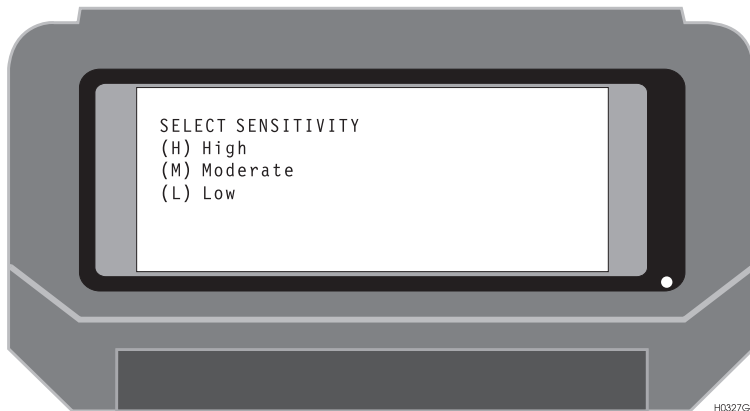 SELECT SENSITIVITY
(H) High
(M) Moderate
(L) Low
H0327G